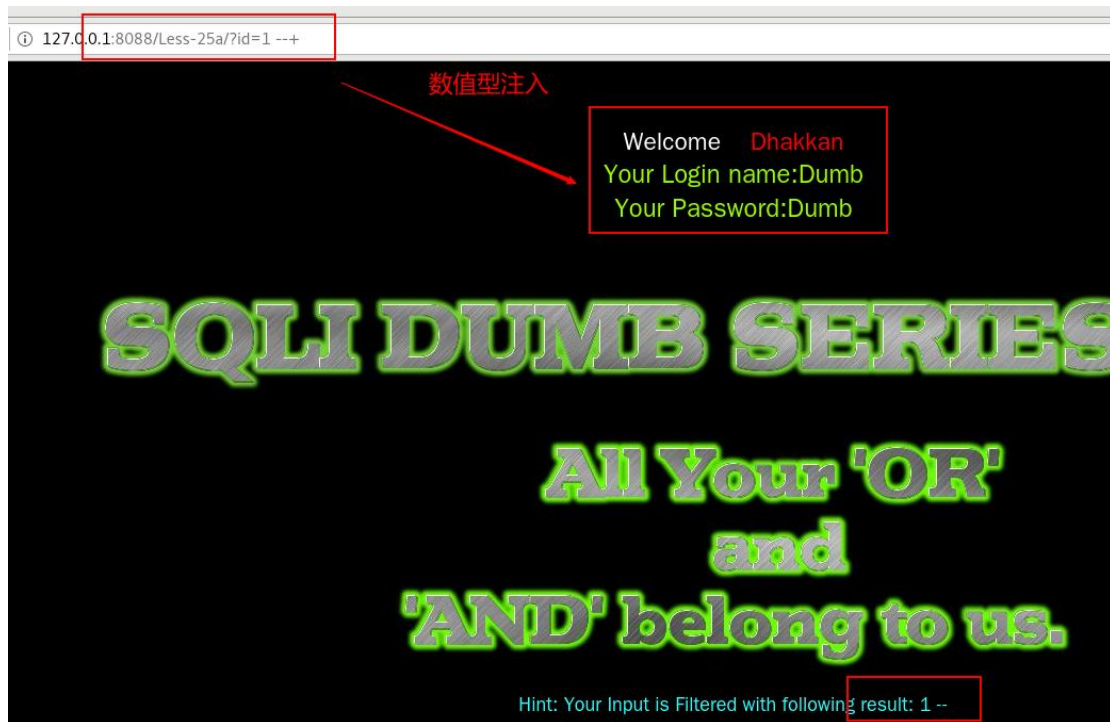 127.0.0.1:8088/Less-25a/?id=1 --+
数值型注入
Welcome Dhakkan
Your Login name:Dumb
Your Password:Dumb
SQLI DUMB SERIES
All Your 'OR'
and
'AND' belong to us.
Hint: Your Input is Filtered with following result: 1 --